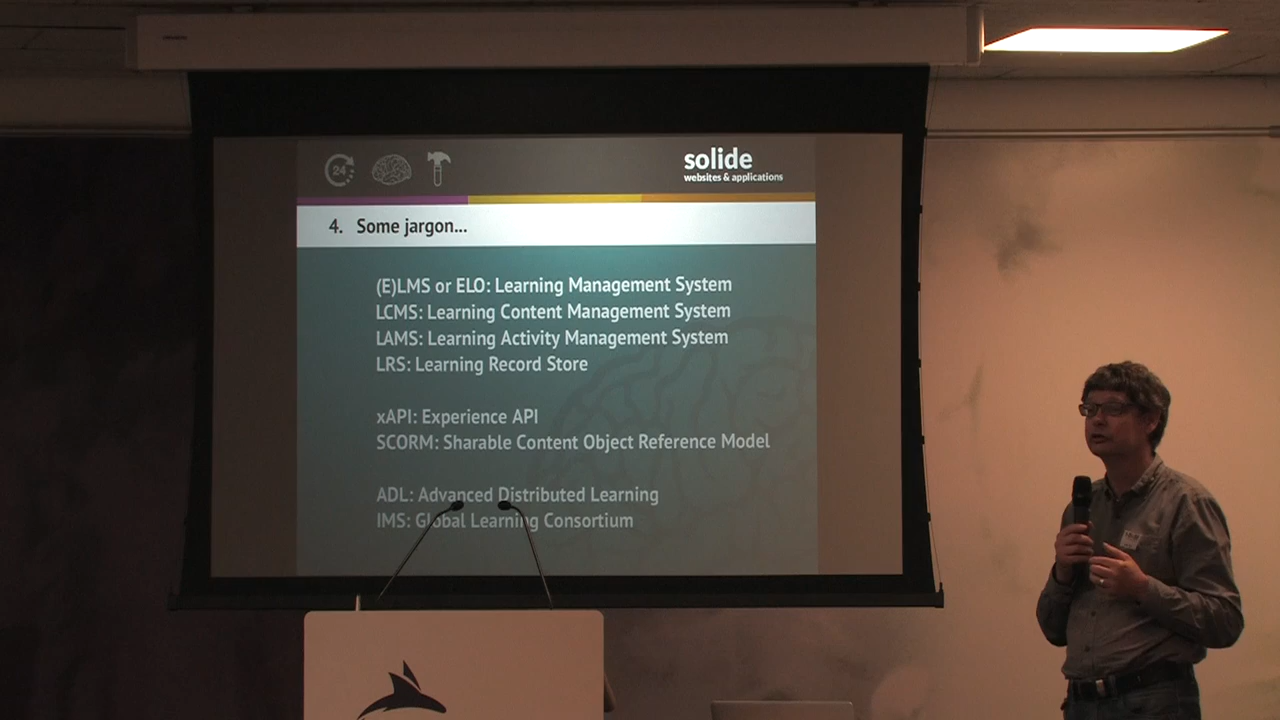 24
solide
websites & applications
4. Some jargon...
(E)LMS or ELO: Learning Management System
LCMS: Learning Content Management System
LAMS: Learning Activity Management System
LRS: Learning Record Store
xAPI: Experience API
SCORM: Sharable Content Object Reference Model
ADL: Advanced Distributed Learning
IMS: Global Learning Consortium